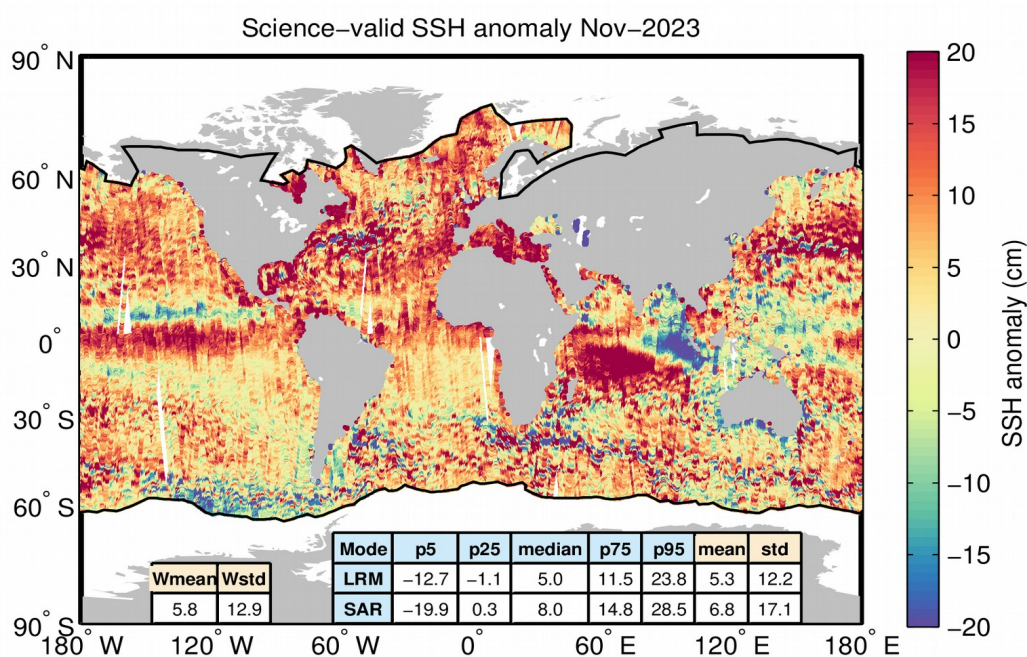 Science−valid SSH anomaly Nov−2023
90° N
60° N
30° N
0°
30° S
60° S
90° S
180° W
120° W
60° W
0°
60° E
120° E
180° E
Wmean Wstd
5.8 12.9
Mode p5 p25 median p75 p95 mean std
LRM −12.7 −1.1 5.0 11.5 23.8 5.3 12.2
SAR −19.9 0.3 8.0 14.8 28.5 6.8 17.1
20
15
10
5
0
−5
−10
−15
−20
SSH anomaly (cm)